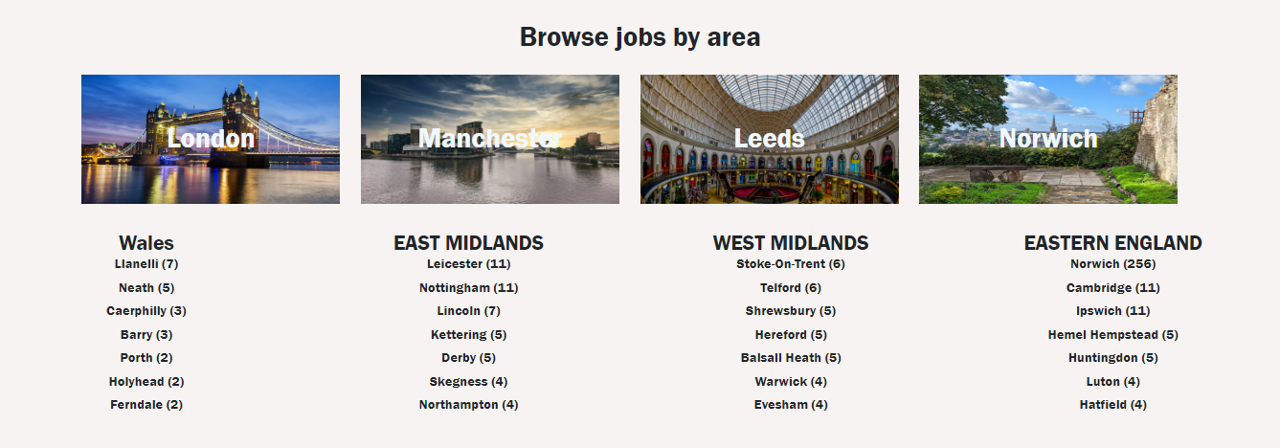 Browse jobs by area
London
Manchester
Leeds
Norwich
Wales
Llanelli (7)
Neath (5)
Caerphilly (3)
Barry (3)
Porth (2)
Holyhead (2)
Ferndale (2)
EAST MIDLANDS
Leicester (11)
Nottingham (11)
Lincoln (7)
Kettering (5)
Derby (5)
Skegness (4)
Northampton (4)
WEST MIDLANDS
Stoke-On-Trent (6)
Telford (6)
Shrewsbury (5)
Hereford (5)
Balsall Heath (5)
Warwick (4)
Evesham (4)
EASTERN ENGLAND
Norwich (256)
Cambridge (11)
Ipswich (11)
Hemel Hempstead (5)
Huntingdon (5)
Luton (4)
Hatfield (4)